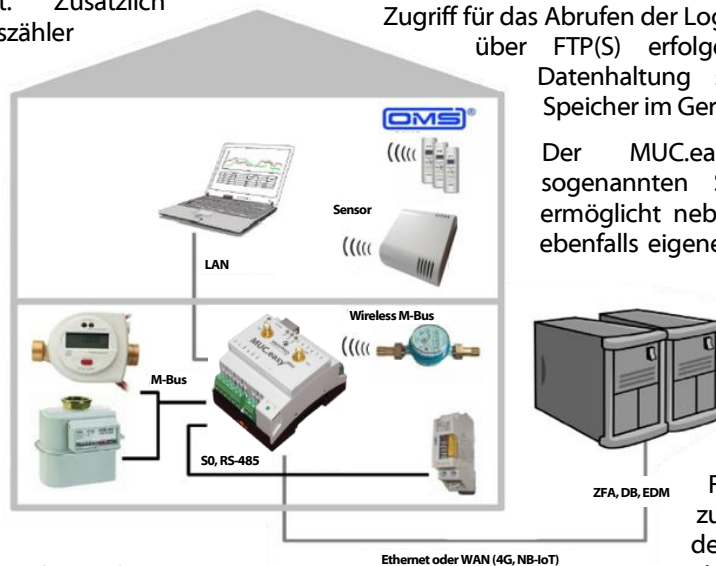 t. Zusätzlich
szähler
Zugriff für das Abrufen der Log
über FTP(S) erfolge
Datenhaltung
Speicher im Ger
OMS®
Der MUC.ea
sogenannten
ermöglicht neb
ebenfalls eigene
Sensor
LAN
Wireless M-Bus
MUC.easy
M-Bus
S0, RS-485
ZFA, DB, EDM
zu
de
Ethernet oder WAN (4G, NB-IoT)